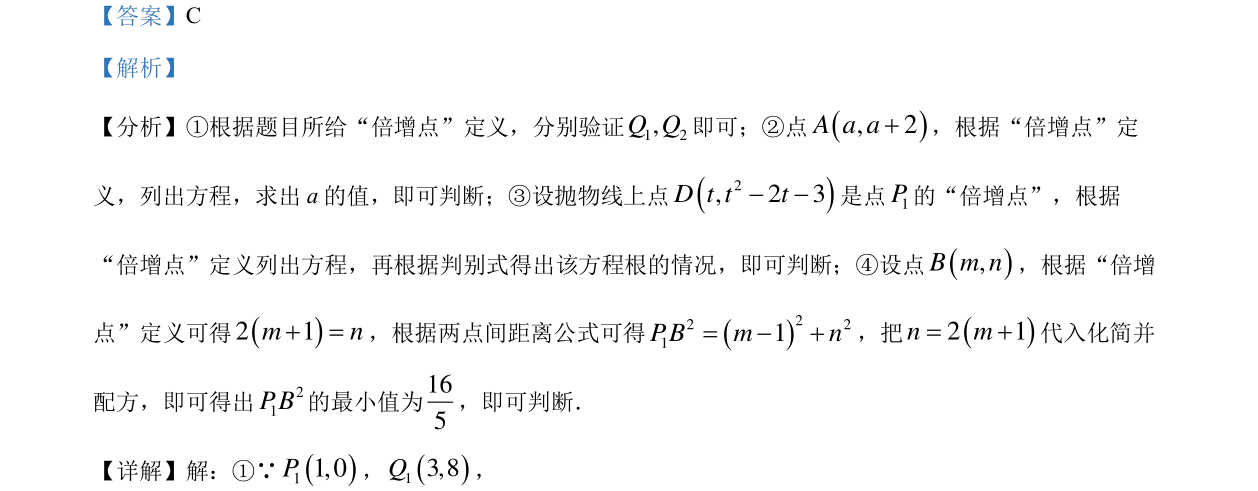 【答案】C
【解析】
【分析】①根据题目所给“倍增点”定义，分别验证Q₁,Q₂即可；②点A(a,a+2)，根据“倍增点”定
义，列出方程，求出a的值，即可判断；③设抛物线上点D(t,t²−2t−3)是点P₁的“倍增点”，根据
“倍增点”定义列出方程，再根据判别式得出该方程根的情况，即可判断；④设点B(m,n)，根据“倍增
点”定义可得2(m+1)=n，根据两点间距离公式可得P₁B²=(m−1)²+n²，把n=2(m+1)代入化简并
配方，即可得出P₁B²的最小值为16/5，即可判断．
【详解】解：①∵P₁(1,0)，Q₁(3,8)，